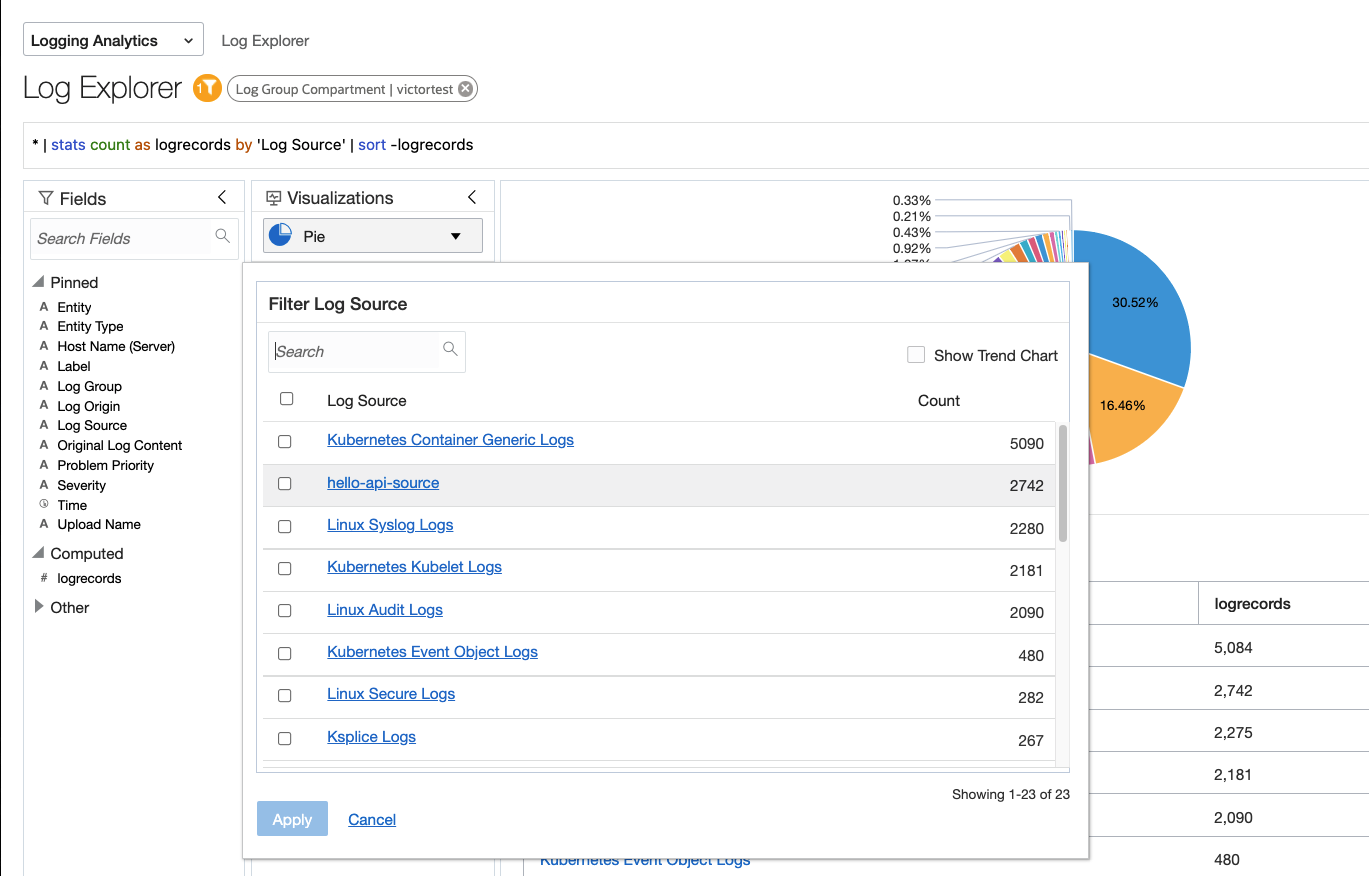 Logging Analytics
Log Explorer
Log Explorer
1
Log Group Compartment | victortest
* | stats count as logrecords by 'Log Source' | sort -logrecords
Fields
Search Fields
Pinned
A Entity
A Entity Type
A Host Name (Server)
A Label
A Log Group
A Log Origin
A Log Source
A Original Log Content
A Problem Priority
A Severity
Time
A Upload Name
Computed
# logrecords
Other
Visualizations
Pie
0.33%
0.21%
0.43%
0.92%
30.52%
16.46%
Filter Log Source
Search
Show Trend Chart
Log Source Count
Kubernetes Container Generic Logs 5090
hello-api-source 2742
Linux Syslog Logs 2280
Kubernetes Kubelet Logs 2181
Linux Audit Logs 2090
Kubernetes Event Object Logs 480
Linux Secure Logs 282
Ksplice Logs 267
Showing 1-23 of 23
Apply Cancel
logrecords
5,084
2,742
2,275
2,181
2,090
Kubernetes Event Object Logs 480